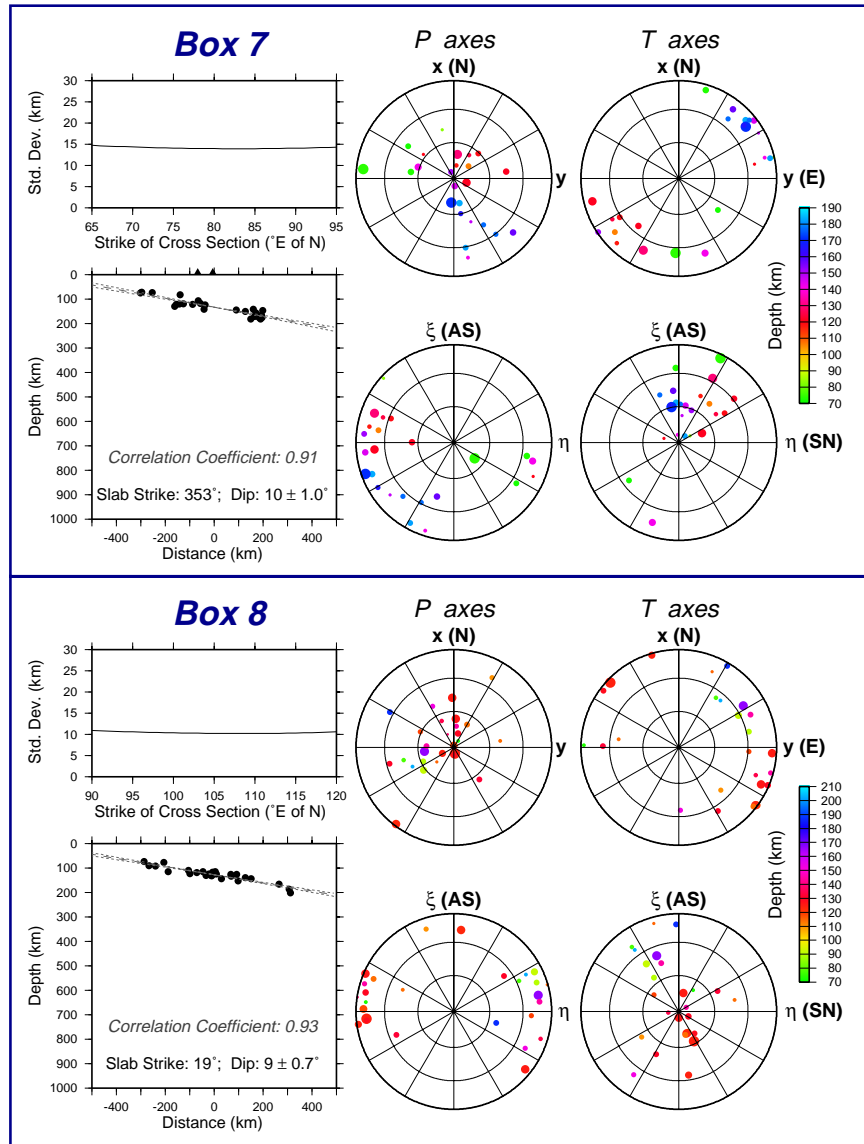 Box 7
P axes
T axes
x (N)
x (N)
30
25
20
15
10
5
0
Std. Dev. (km)
65 70 75 80 85 90 95
Strike of Cross Section (˚E of N)
y
y (E)
190
180
170
160
150
140
130
120
110
100
90
80
70
Depth (km)
0
100
200
300
400
500
600
700
800
900
1000
Depth (km)
Correlation Coefficient: 0.91
Slab Strike: 353˚; Dip: 10 ± 1.0˚
-400 -200 0 200 400
Distance (km)
ξ (AS)
ξ (AS)
η
η (SN)
Box 8
P axes
T axes
x (N)
x (N)
30
25
20
15
10
5
0
Std. Dev. (km)
90 95 100 105 110 115 120
Strike of Cross Section (˚E of N)
y
y (E)
210
200
190
180
170
160
150
140
130
120
110
100
90
80
70
Depth (km)
0
100
200
300
400
500
600
700
800
900
1000
Depth (km)
Correlation Coefficient: 0.93
Slab Strike: 19˚; Dip: 9 ± 0.7˚
-400 -200 0 200 400
Distance (km)
ξ (AS)
ξ (AS)
η
η (SN)